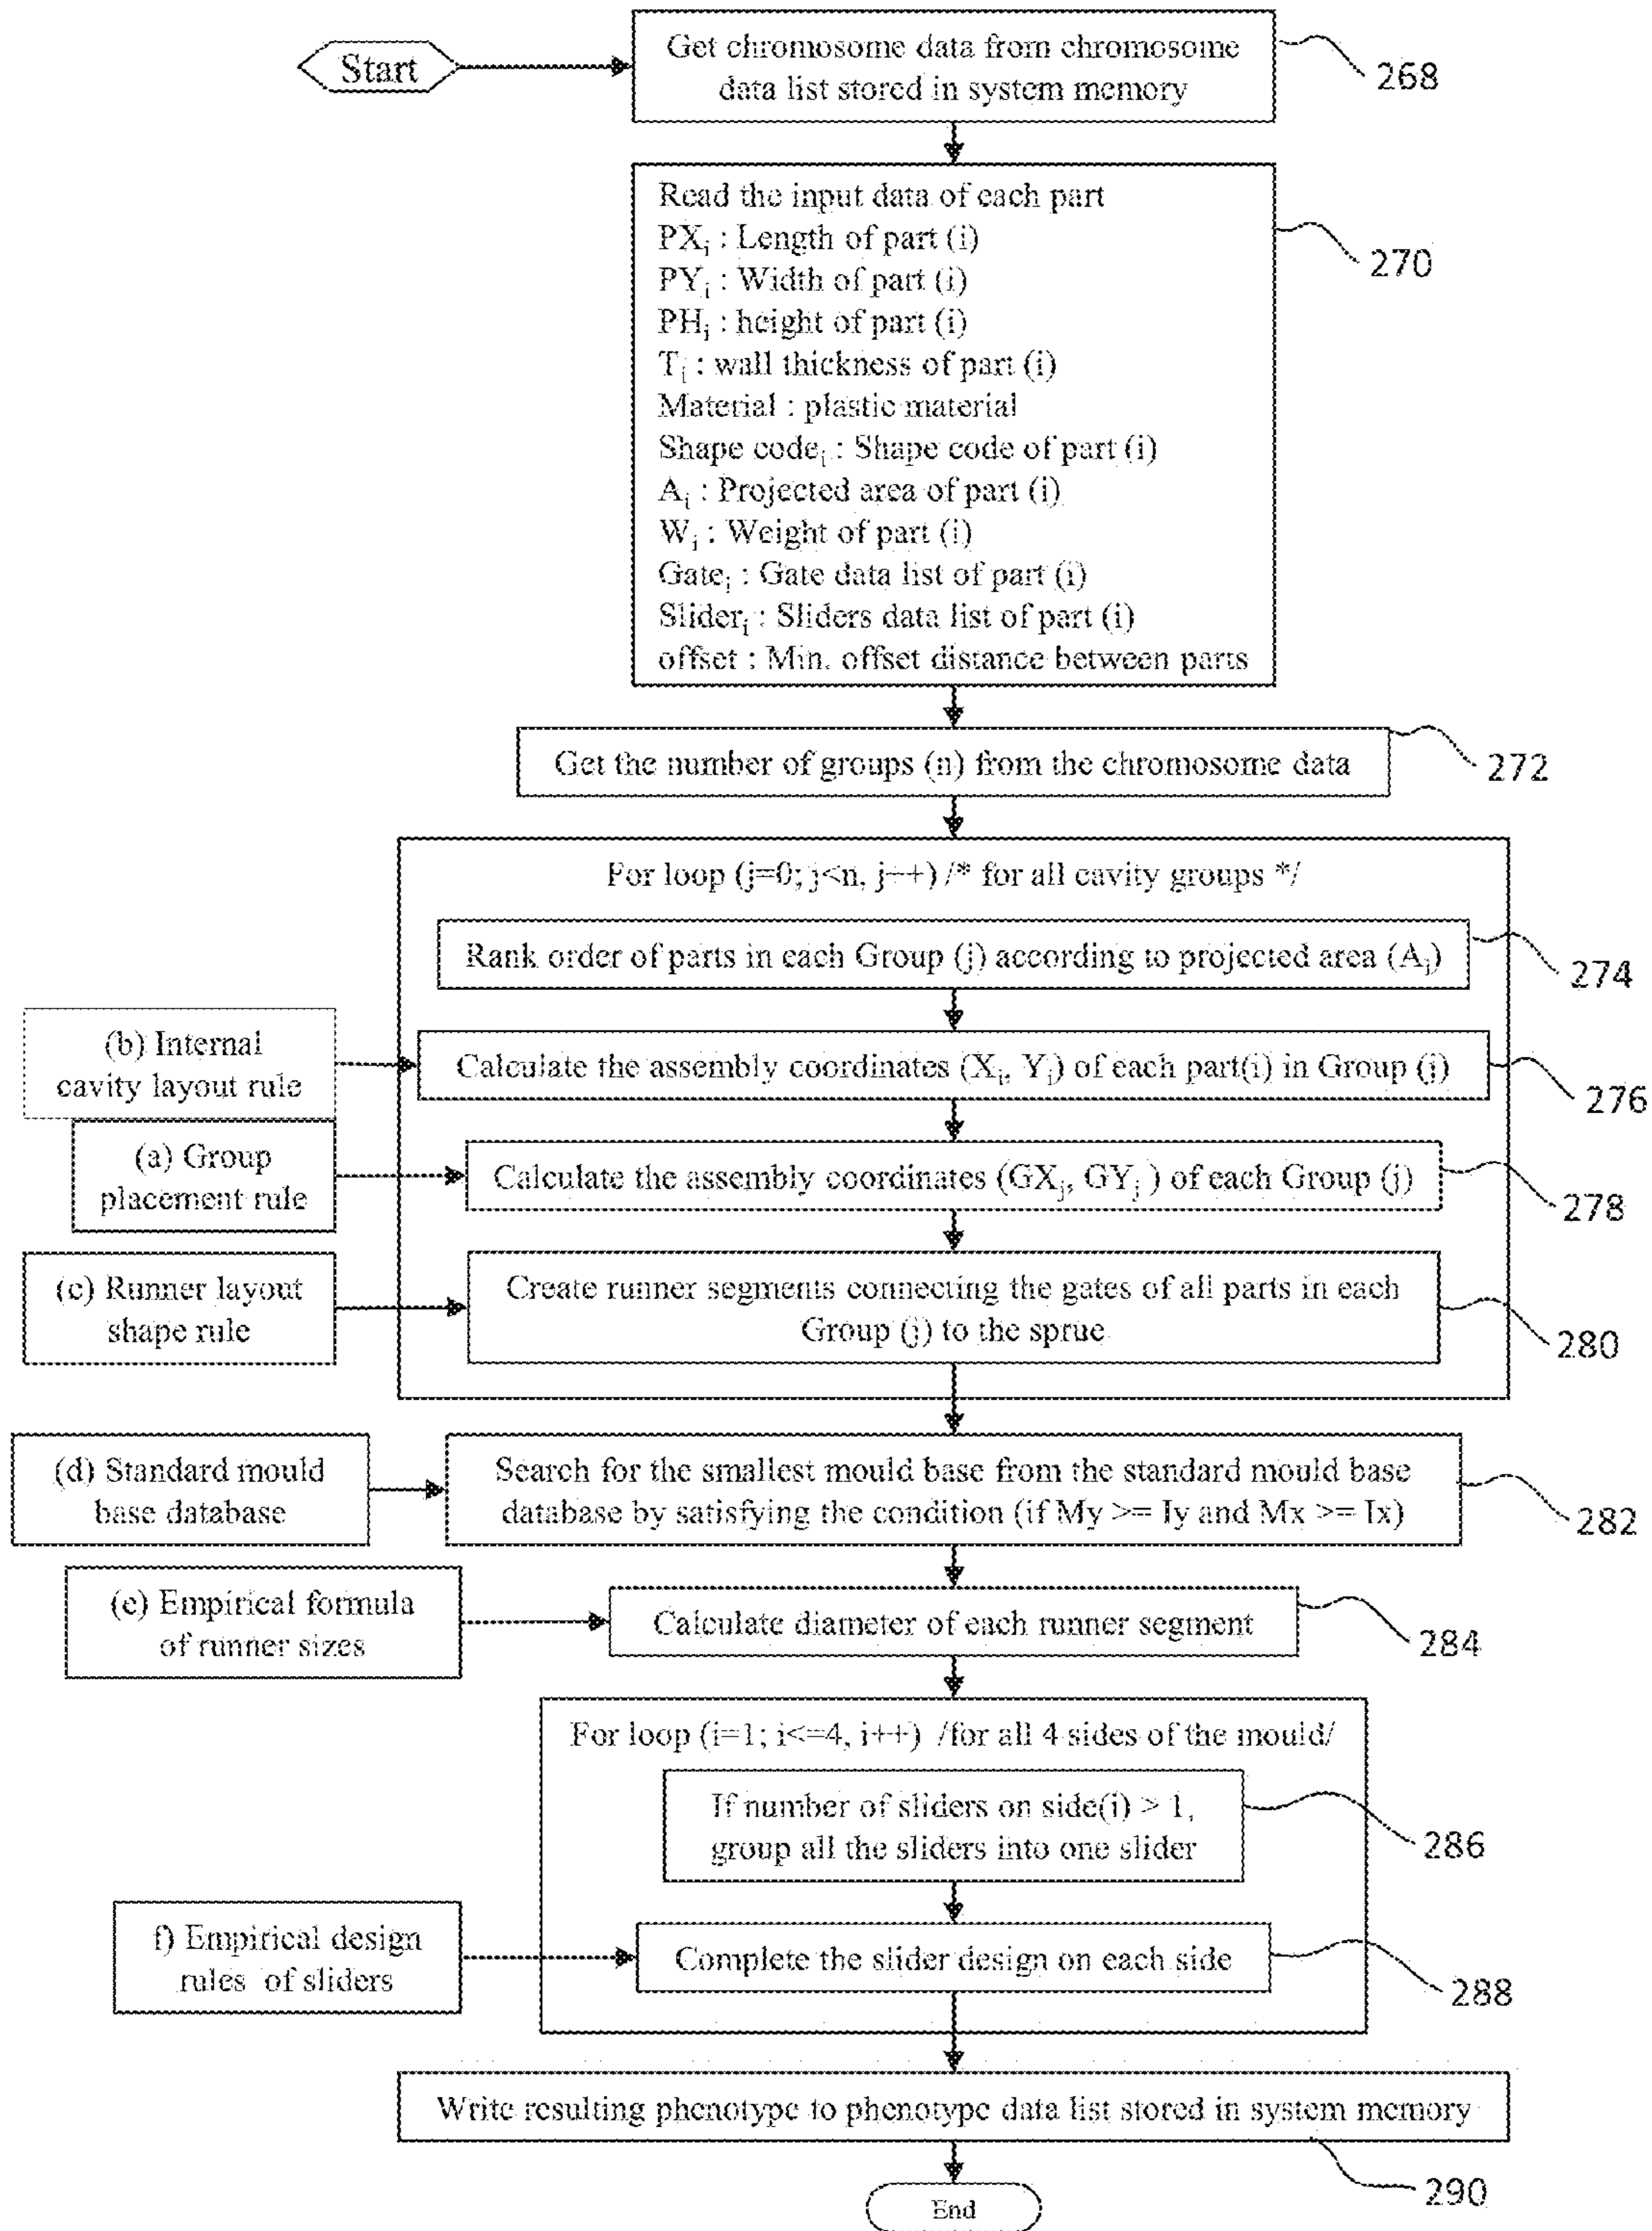 Start
Get chromosome data from chromosome
data list stored in system memory
268
Read the input data of each part
PXi : Length of part (i)
PYi : Width of part (i)
PHi : height of part (i)
Ti : wall thickness of part (i)
Material : plastic material
Shape codei : Shape code of part (i)
Ai : Projected area of part (i)
Wi : Weight of part (i)
Gatei : Gate data list of part (i)
Slideri : Sliders data list of part (i)
offset : Min. offset distance between parts
270
Get the number of groups (n) from the chromosome data
272
For loop (j=0; j<n, j++) /* for all cavity groups */
Rank order of parts in each Group (j) according to projected area (Ai)
274
(b) Internal
cavity layout rule
Calculate the assembly coordinates (Xi, Yi) of each part(i) in Group (j)
276
(a) Group
placement rule
Calculate the assembly coordinates (GXj, GYj ) of each Group (j)
278
(c) Runner layout
shape rule
Create runner segments connecting the gates of all parts in each
Group (j) to the sprue
280
(d) Standard mould
base database
Search for the smallest mould base from the standard mould base
database by satisfying the condition (if My >= Iy and Mx >= Ix)
282
(e) Empirical formula
of runner sizes
Calculate diameter of each runner segment
284
For loop (i=1; i<=4, i++) /for all 4 sides of the mould/
If number of sliders on side(i) > 1,
group all the sliders into one slider
286
f) Empirical design
rules of sliders
Complete the slider design on each side
288
Write resulting phenotype to phenotype data list stored in system memory
290
End